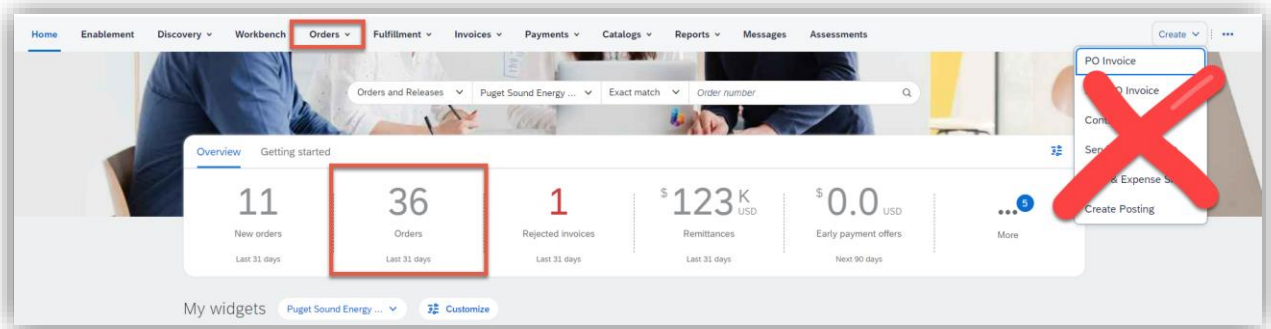 Home Enablement Discovery Workbench Orders Fulfillment Invoices Payments Catalogs Reports Messages Assessments Create
PO Invoice
Orders and Releases Puget Sound Energy ... Exact match Order number
O Invoice
Overview Getting started
& Expense
11 36 1 $ 123 K USD $ 0.0 USD ... 5
Create Posting
New orders Orders Rejected invoices Remittances Early payment offers More
Last 31 days Last 31 days Last 31 days Last 31 days Next 90 days
My widgets Puget Sound Energy ... Customize